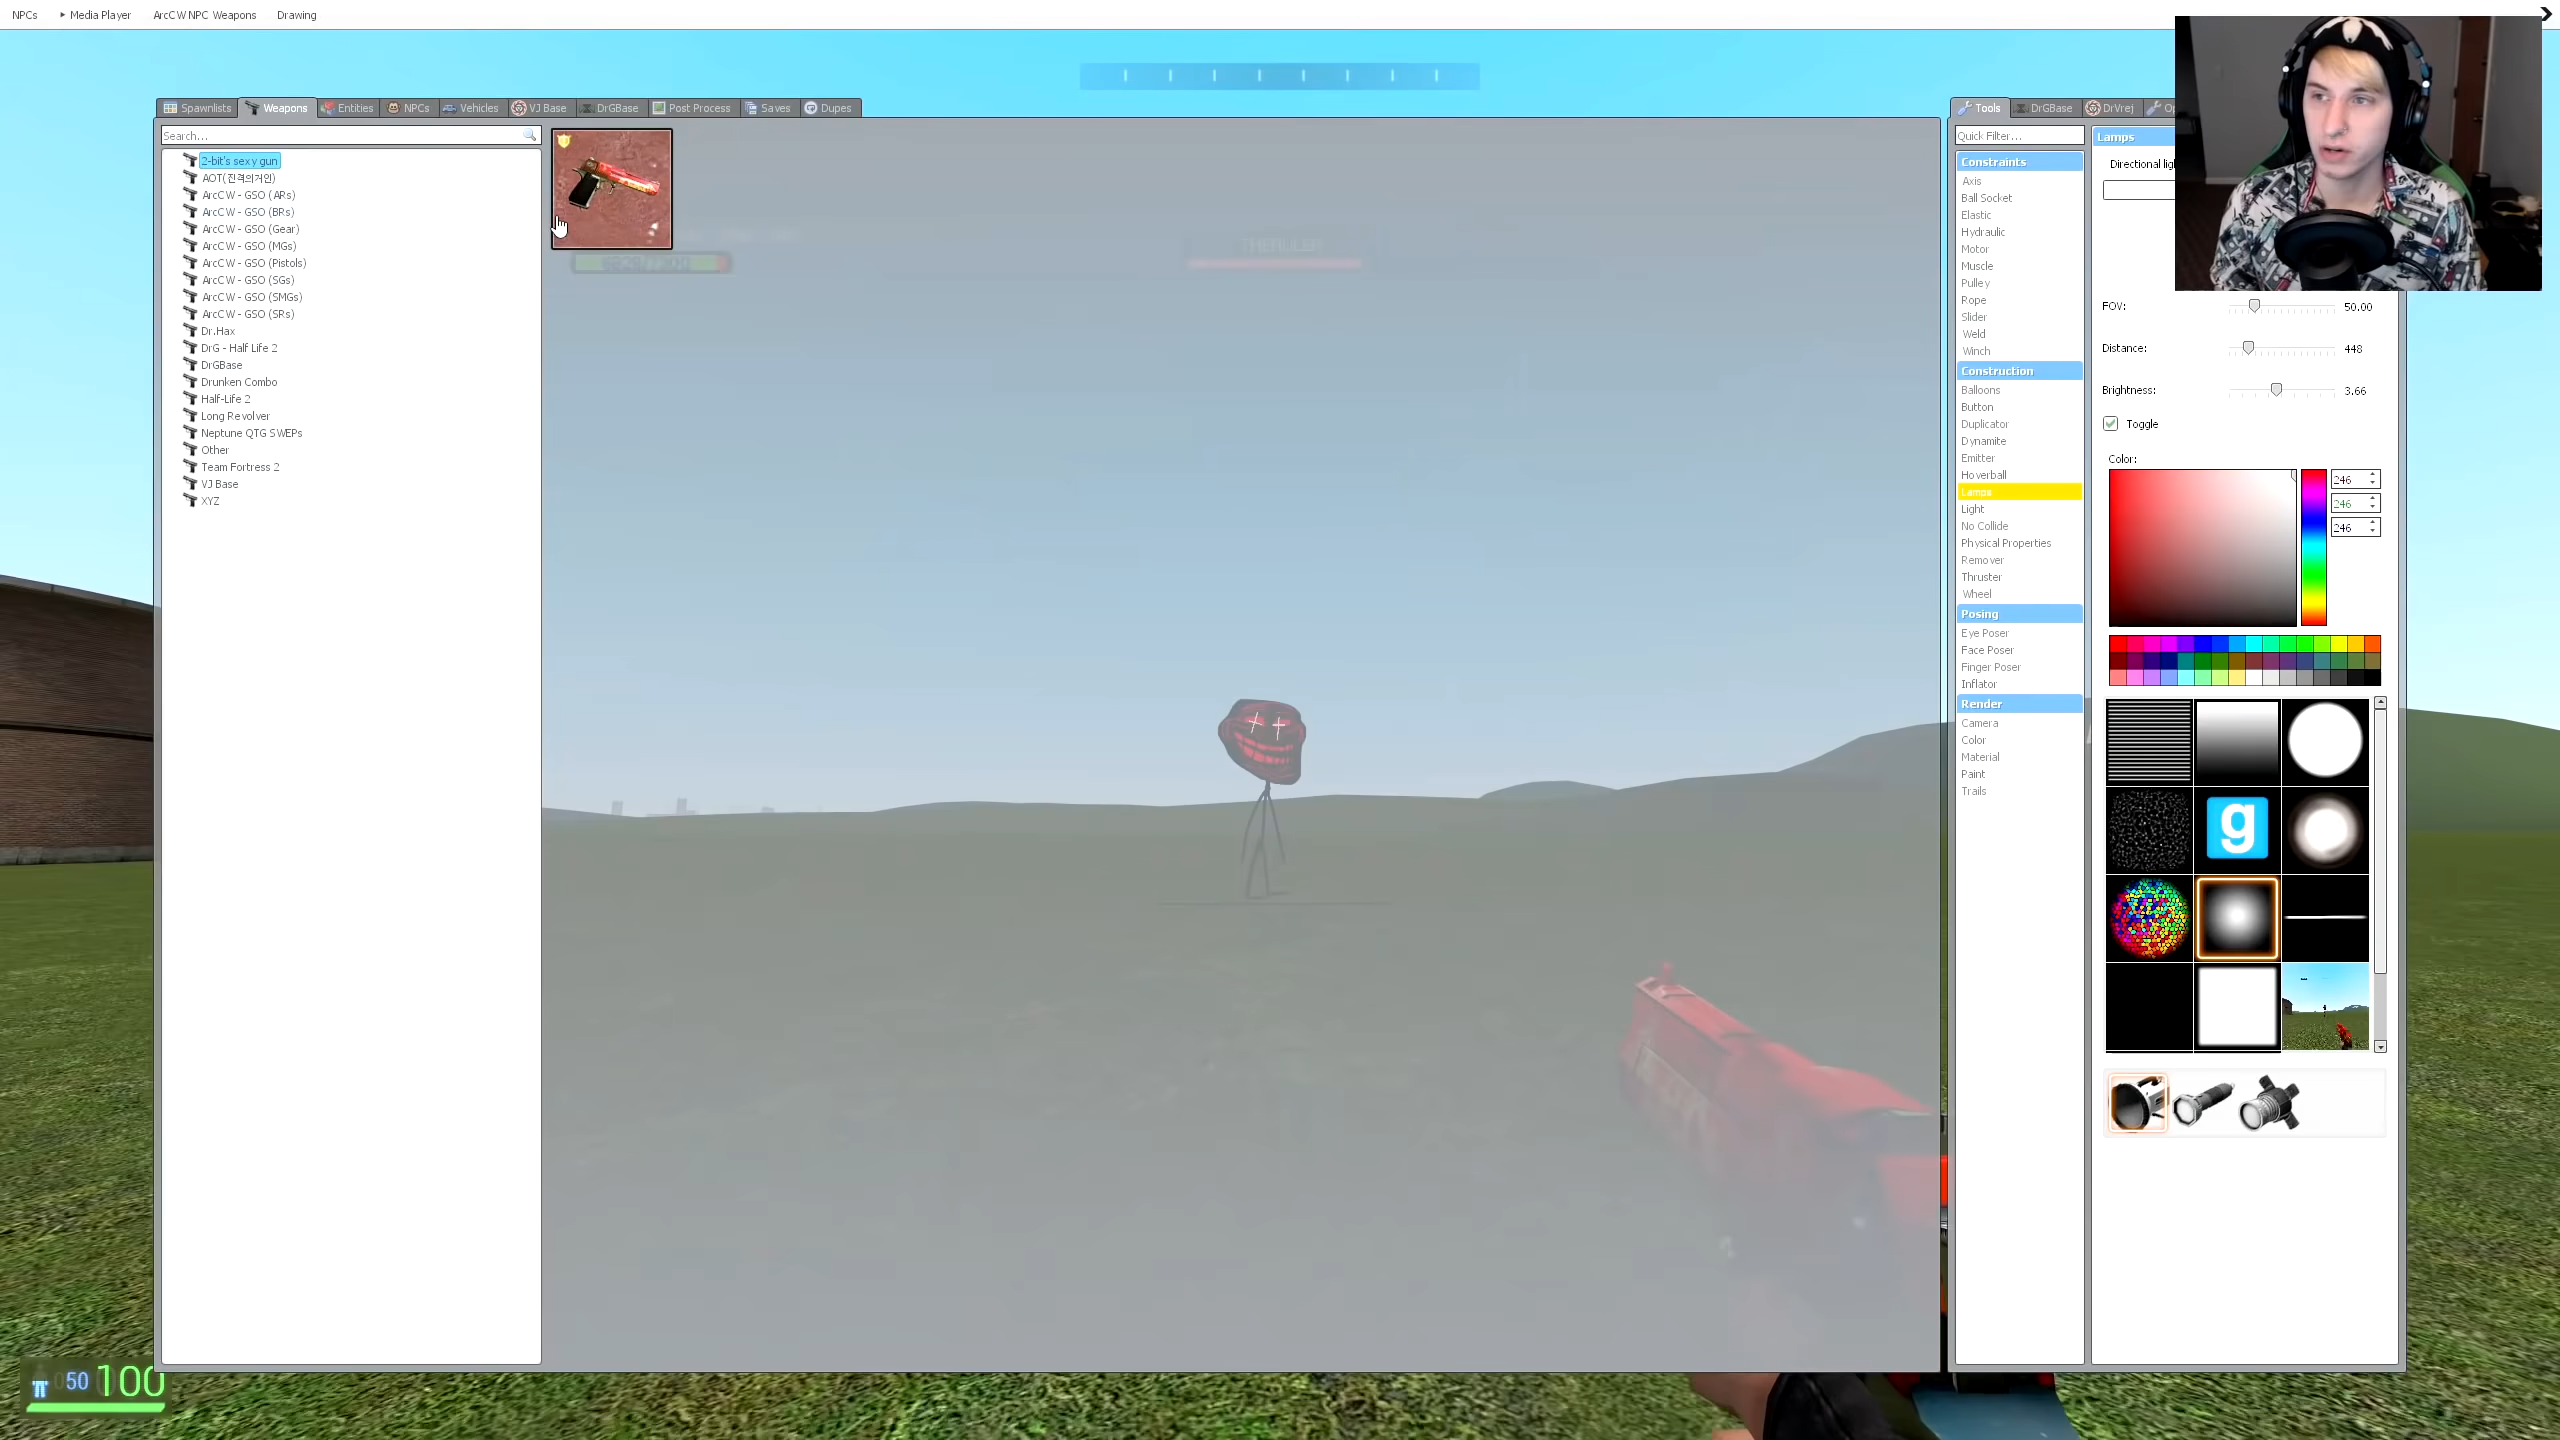 NPCs Media Player ArcCW NPC Weapons Drawing
Spawnlists Weapons Entities NPCs Vehicles VJ Base DrGBase Post Process Saves Dupes
Search...
2-bit's sexy gun
AOT(진격의거인)
ArcCW - GSO (ARs)
ArcCW - GSO (BRs)
ArcCW - GSO (Gear)
ArcCW - GSO (MGs)
ArcCW - GSO (Pistols)
ArcCW - GSO (SGs)
ArcCW - GSO (SMGs)
ArcCW - GSO (SRs)
Dr.Hax
DrG - Half Life 2
DrGBase
Drunken Combo
Half-Life 2
Long Revolver
Neptune QTG SWEPs
Other
Team Fortress 2
VJ Base
XYZ
50 100
Tools DrGBase DrVrej Op
Quick Filter...
Constraints
Axis
Ball Socket
Elastic
Hydraulic
Motor
Muscle
Pulley
Rope
Slider
Weld
Winch
Construction
Balloons
Button
Duplicator
Dynamite
Emitter
Hoverball
Lamps
Light
No Collide
Physical Properties
Remover
Thruster
Wheel
Posing
Eye Poser
Face Poser
Finger Poser
Inflator
Render
Camera
Color
Material
Paint
Trails
Lamps
Directional lig
FOV: 50.00
Distance: 448
Brightness: 3.66
Toggle
Color:
246
246
246
g